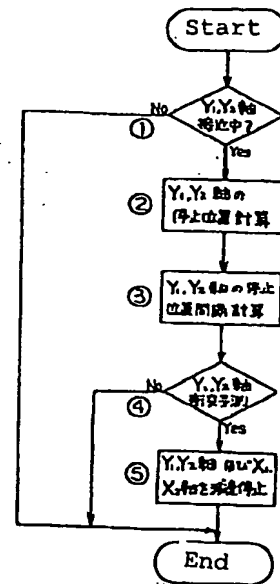 Start
No
Y₁,Y₂軸
接近中?
①
Yes
②
Y₁,Y₂軸の
停止位置計算
③
Y₁,Y₂軸の停止
位置間隔計算
No
Y₁,Y₂軸
衝突予測
④
Yes
⑤
Y₁,Y₂軸及びX₁,
X₂軸を減速停止
End